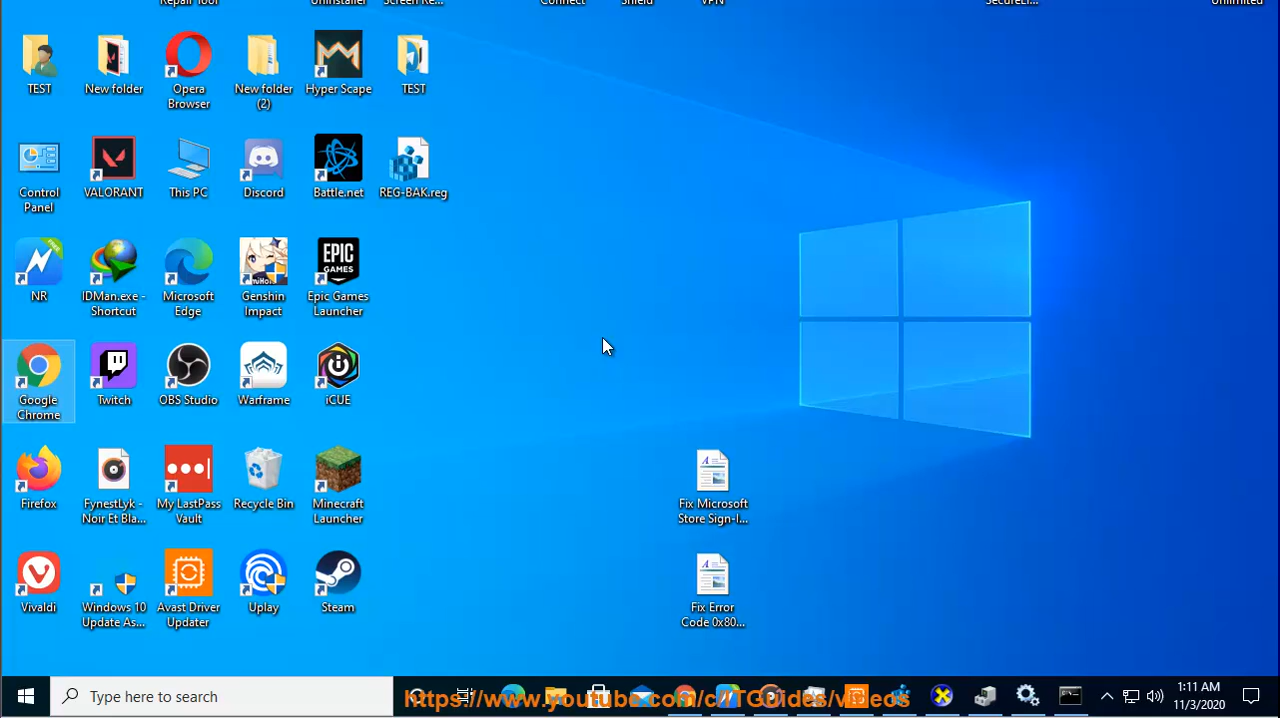 Repair Tool
Uninstaller
Screen Re...
Connect
Shield
VPN
SecureLi...
Unlimited
TEST
New folder
Opera
Browser
New folder
(2)
Hyper Scape
TEST
Control
Panel
VALORANT
This PC
Discord
Battle.net
REG-BAK.reg
FREE
NR
IDMan.exe -
Shortcut
Microsoft
Edge
miHoYo
Genshin
Impact
EPIC
GAMES
Epic Games
Launcher
Google
Chrome
Twitch
OBS Studio
Warframe
iCUE
Firefox
FynestLyk -
Noir Et Bla...
My LastPass
Vault
Recycle Bin
Minecraft
Launcher
Fix Microsoft
Store Sign-I...
Vivaldi
Windows 10
Update As...
Avast Driver
Updater
Uplay
Steam
Fix Error
Code 0x80...
Type here to search
https://www.youtube.com/c/ITGuides/videos
1:11 AM
11/3/2020